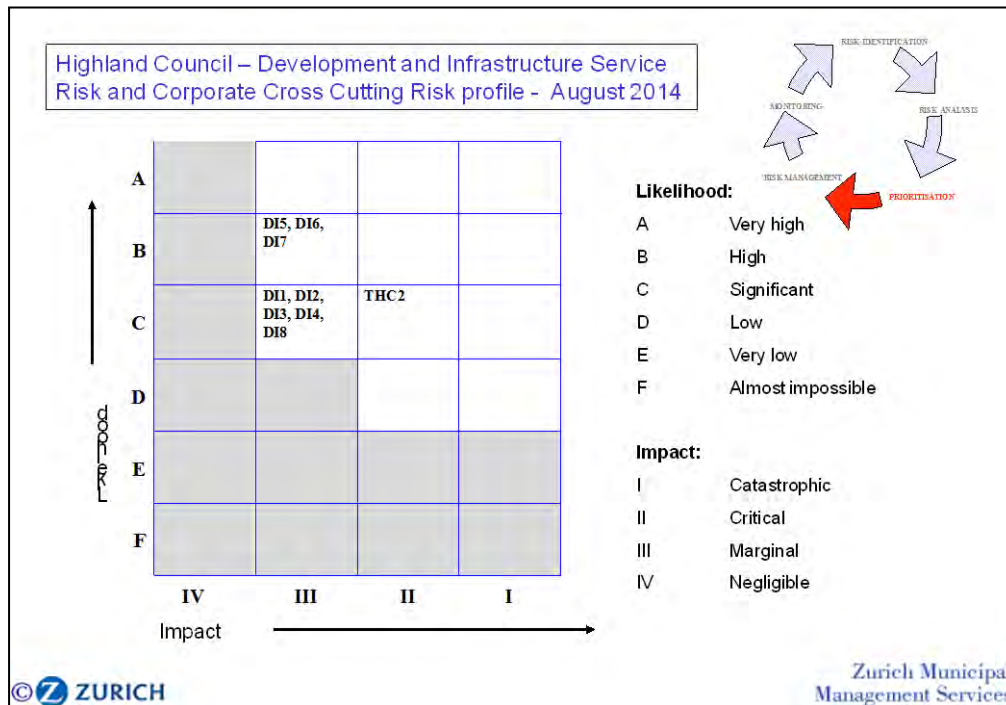 Highland Council – Development and Infrastructure Service
Risk and Corporate Cross Cutting Risk profile - August 2014
RISK IDENTIFICATION
RISK ANALYSIS
PRIORITISATION
RISK MANAGEMENT
MONITORING
A
B
C
D
E
F
Likelihood
DI5, DI6,
DI7
DI1, DI2,
DI3, DI4,
DI8
THC2
IV III II I
Impact
Likelihood:
A Very high
B High
C Significant
D Low
E Very low
F Almost impossible
Impact:
I Catastrophic
II Critical
III Marginal
IV Negligible
© Z ZURICH
Zurich Municipa
Management Services